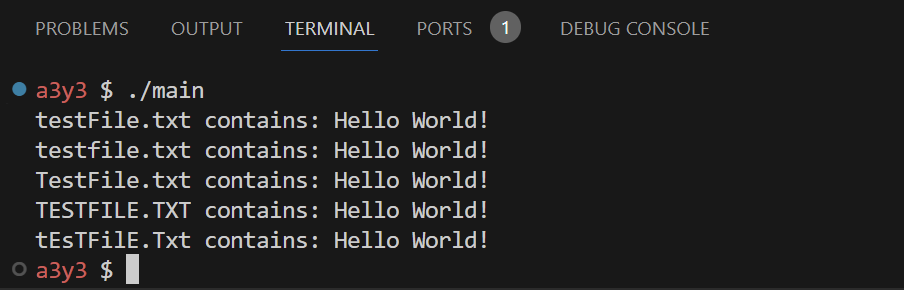 PROBLEMS OUTPUT TERMINAL PORTS 1 DEBUG CONSOLE
a3y3 $ ./main
testFile.txt contains: Hello World!
testfile.txt contains: Hello World!
TestFile.txt contains: Hello World!
TESTFILE.TXT contains: Hello World!
tEsTFilE.Txt contains: Hello World!
a3y3 $